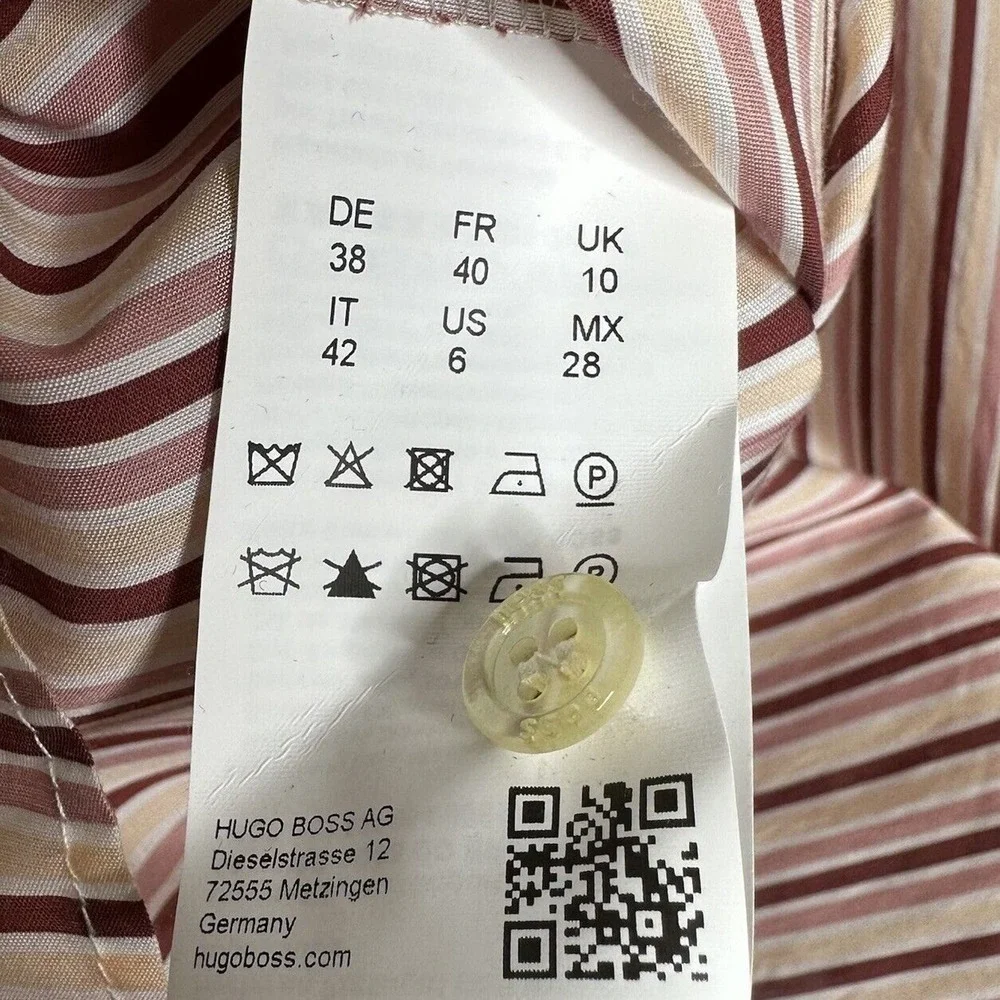 DE FR UK
38 40 10
IT US MX
42 6 28
P
P
HUGO BOSS AG
Dieselstrasse 12
72555 Metzingen
Germany
hugoboss.com